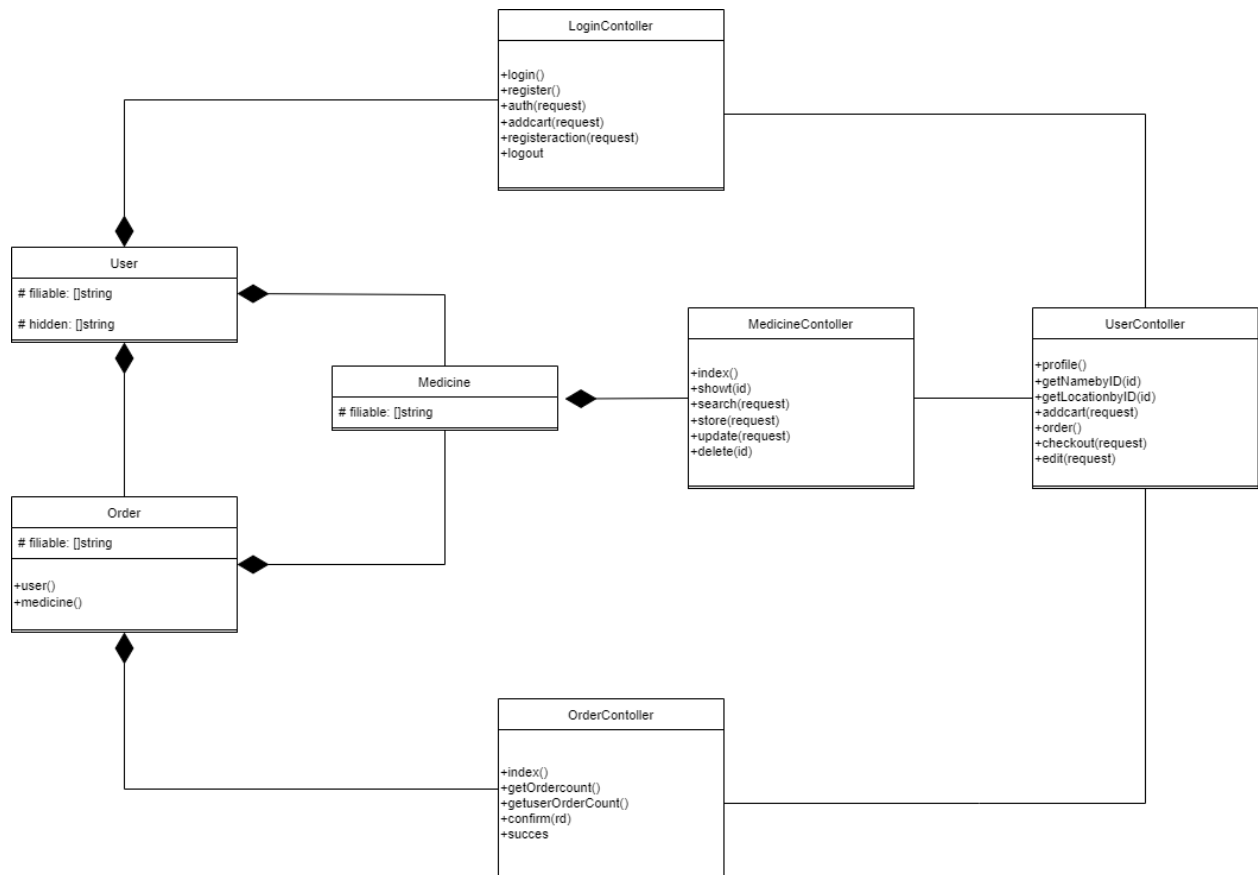 LoginContoller
+login()
+register()
+auth(request)
+addcart(request)
+registeraction(request)
+logout
User
# filiable: []string
# hidden: []string
Medicine
# filiable: []string
MedicineContoller
+index()
+showt(id)
+search(request)
+store(request)
+update(request)
+delete(id)
UserContoller
+profile()
+getNamebyID(id)
+getLocationbyID(id)
+addcart(request)
+order()
+checkout(request)
+edit(request)
Order
# filiable: []string
+user()
+medicine()
OrderContoller
+index()
+getOrdercount()
+getuserOrderCount()
+confirm(rd)
+succes